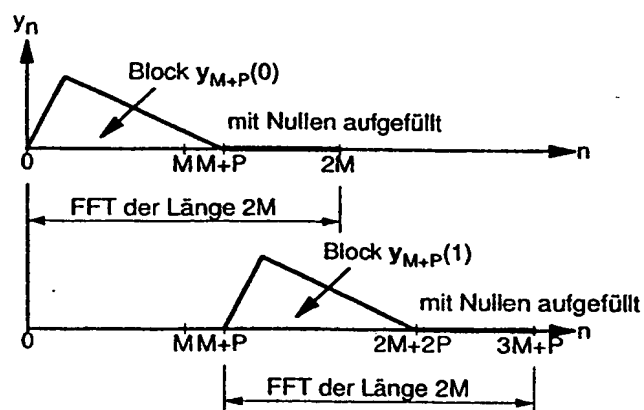 yn
Block yM+P(0)
mit Nullen aufgefüllt
0 M M+P 2M n
FFT der Länge 2M
Block yM+P(1)
mit Nullen aufgefüllt
0 M M+P 2M+2P 3M+P n
FFT der Länge 2M